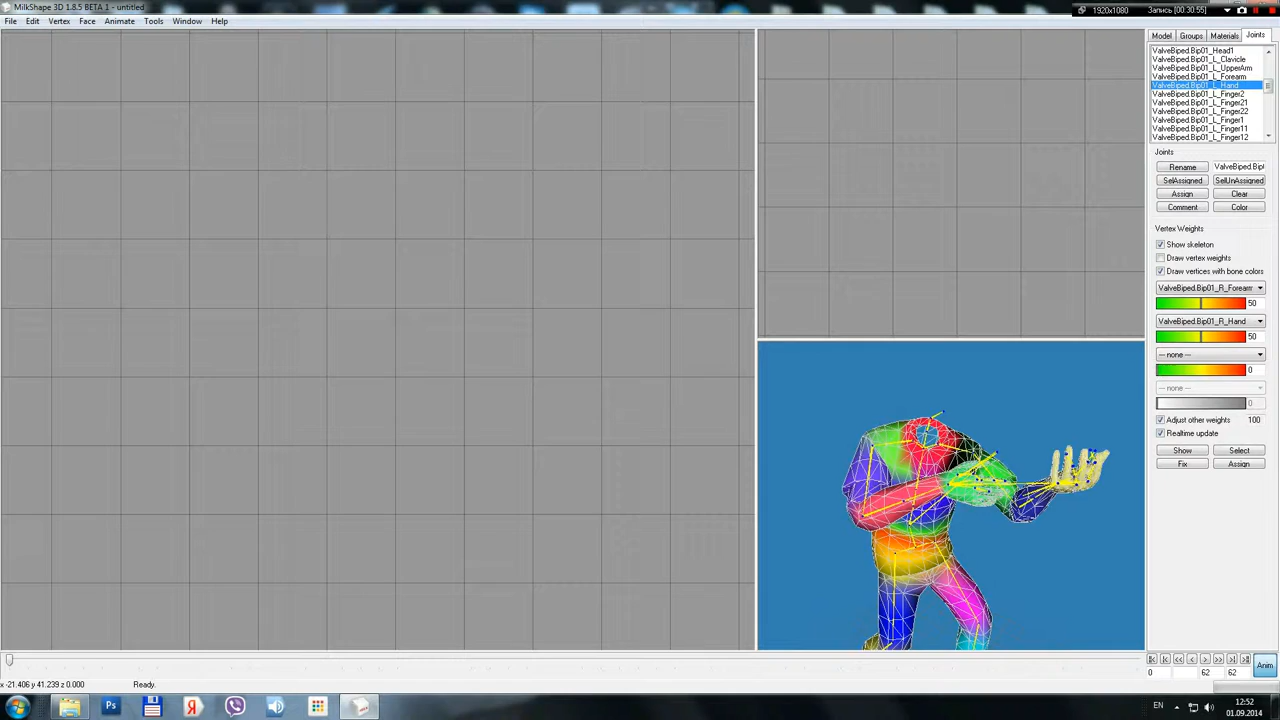 MilkShape 3D 1.8.5 BETA 1 - untitled
1920x1080 Запись [00:30:55]
File Edit Vertex Face Animate Tools Window Help
Model Groups Materials Joints
ValveBiped.Bip01_Head1
ValveBiped.Bip01_L_Clavicle
ValveBiped.Bip01_L_UpperArm
ValveBiped.Bip01_L_Forearm
ValveBiped.Bip01_L_Hand
ValveBiped.Bip01_L_Finger2
ValveBiped.Bip01_L_Finger21
ValveBiped.Bip01_L_Finger22
ValveBiped.Bip01_L_Finger1
ValveBiped.Bip01_L_Finger11
ValveBiped.Bip01_L_Finger12
Joints
Rename ValveBiped.Bip
SelAssigned SelUnAssigned
Assign Clear
Comment Color
Vertex Weights
Show skeleton
Draw vertex weights
Draw vertices with bone colors
ValveBiped.Bip01_R_Forearm
50
ValveBiped.Bip01_R_Hand
50
-- none --
0
-- none --
0
Adjust other weights 100
Realtime update
Show Select
Fix Assign
0 62 62
Anim
x -21.406 y 41.239 z 0.000 Ready.
Ps Я EN 12:52
01.09.2014